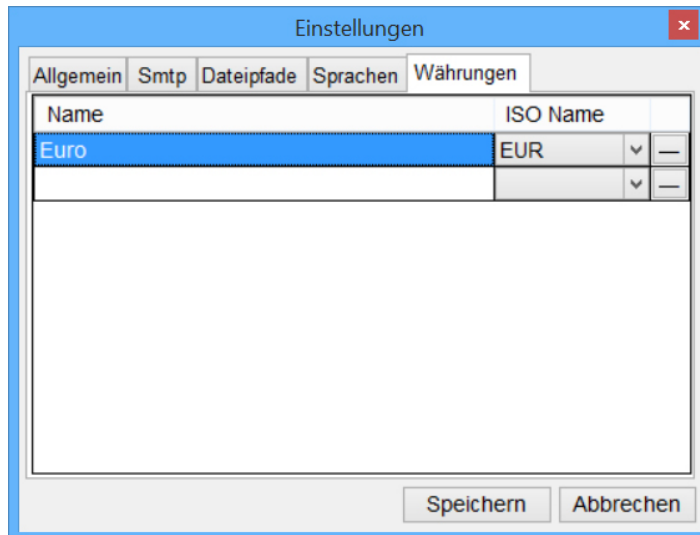 Einstellungen
Allgemein Smtp Dateipfade Sprachen Währungen
Name ISO Name
Euro EUR
Speichern Abbrechen